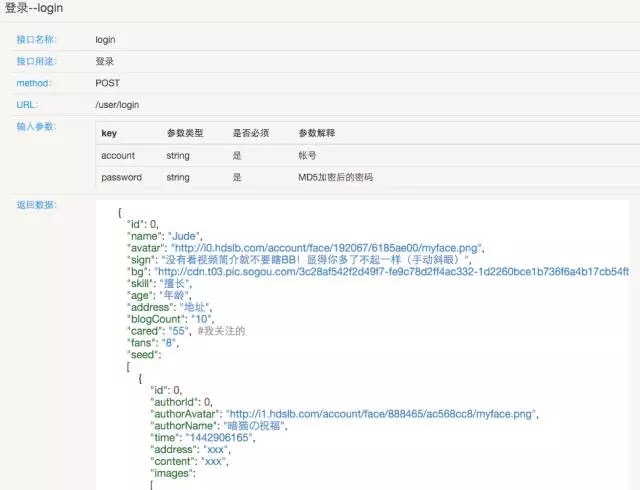 登录--login
接口名称： login
接口用途： 登录
method： POST
URL： /user/login
输入参数：
key 参数类型 是否必须 参数解释
account string 是 帐号
password string 是 MD5加密后的密码
返回数据：
{
"id": 0,
"name": "Jude",
"avatar": "http://i0.hdslb.com/account/face/192067/6185ae00/myface.png",
"sign": "没有看视频简介就不要瞎BB！显得你多了不起一样（手动斜眼）",
"bg": "http://cdn.t03.pic.sogou.com/3c28af542f2d49f7-fe9c78d2ff4ac332-1d2260bce1b736f6a4b17cb54fb
"skill": "擅长",
"age": "年龄",
"address": "地址",
"blogCount": "10",
"cared": "55", #我关注的
"fans": "8",
"seed":
[
{
"id": 0,
"authorId": 0,
"authorAvatar": "http://i1.hdslb.com/account/face/888465/ac568cc8/myface.png",
"authorName": "暗猫の祝福",
"time": "1442906165",
"address": "xxx",
"content": "xxx",
"images":
[